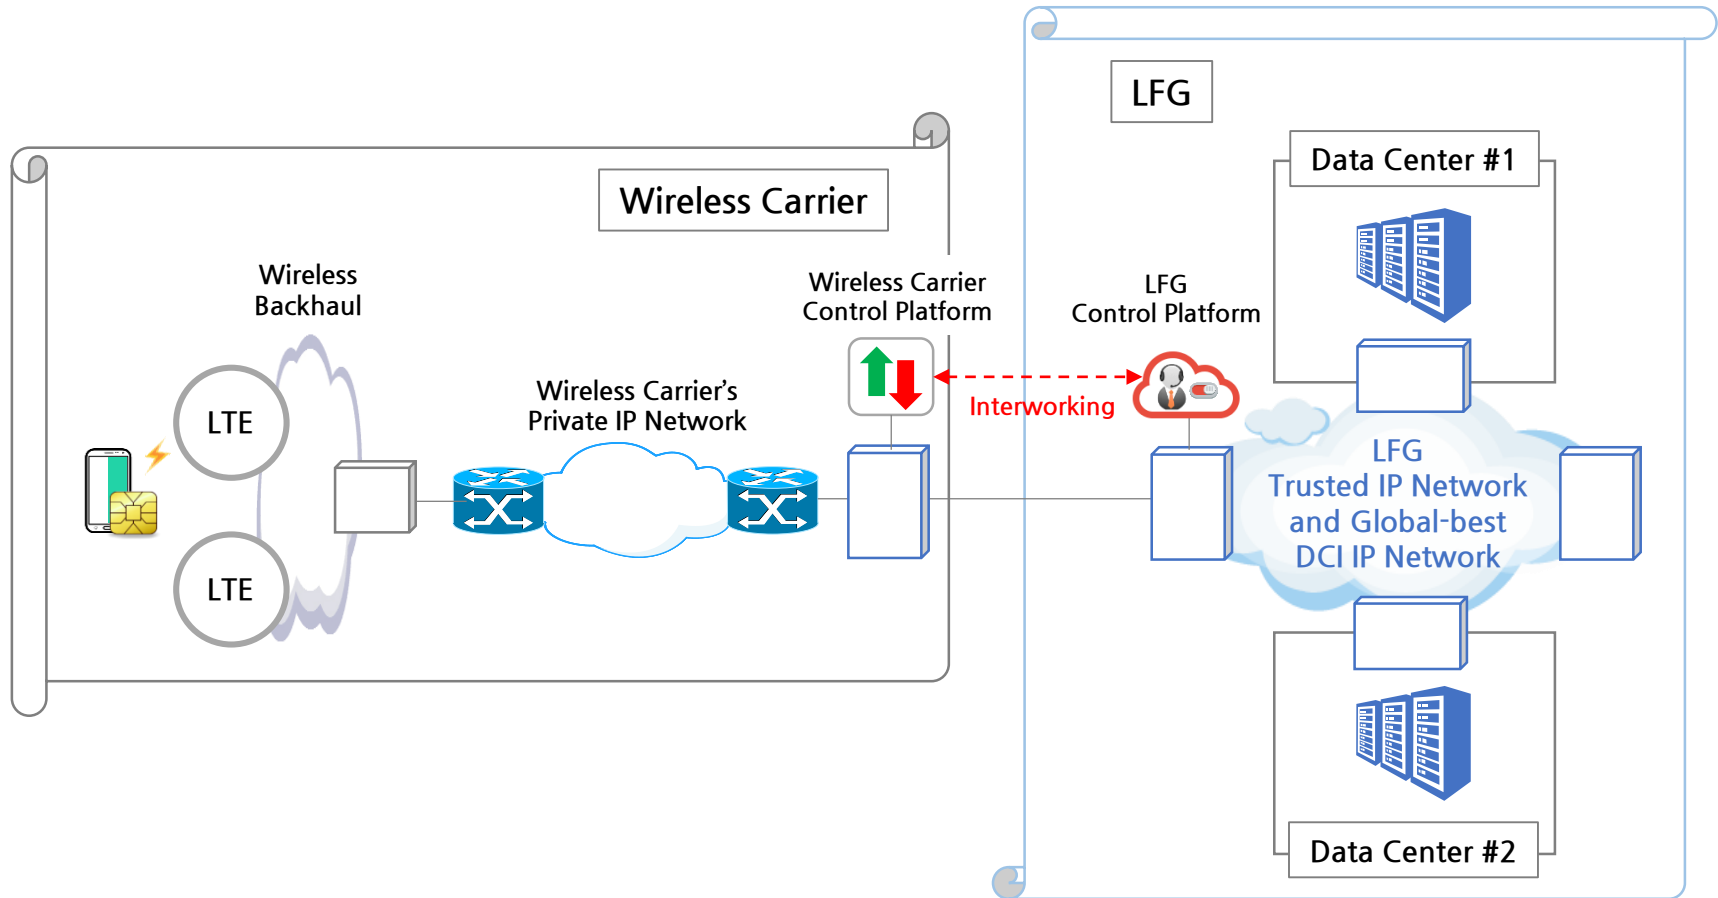 LFG
Data Center #1
Wireless Carrier
Wireless
Backhaul
Wireless Carrier
Control Platform
LFG
Control Platform
Wireless Carrier’s
Private IP Network
Interworking
LTE
LTE
LFG
Trusted IP Network
and Global-best
DCI IP Network
Data Center #2